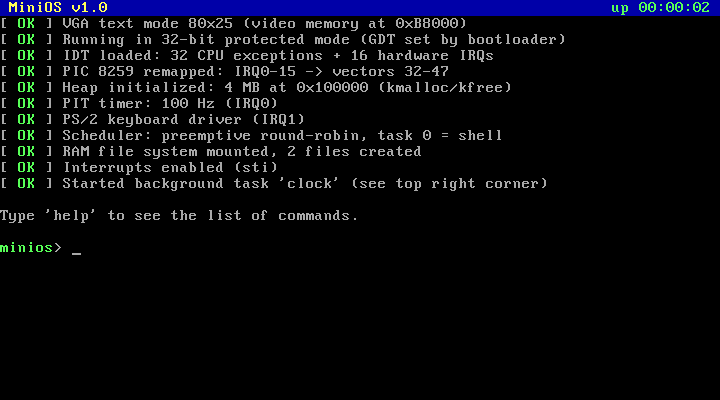 MiniOS v1.0 up 00:00:02
[ OK ] VGA text mode 80x25 (video memory at 0xB8000)
[ OK ] Running in 32-bit protected mode (GDT set by bootloader)
[ OK ] IDT loaded: 32 CPU exceptions + 16 hardware IRQs
[ OK ] PIC 8259 remapped: IRQ0-15 -> vectors 32-47
[ OK ] Heap initialized: 4 MB at 0x100000 (kmalloc/kfree)
[ OK ] PIT timer: 100 Hz (IRQ0)
[ OK ] PS/2 keyboard driver (IRQ1)
[ OK ] Scheduler: preemptive round-robin, task 0 = shell
[ OK ] RAM file system mounted, 2 files created
[ OK ] Interrupts enabled (sti)
[ OK ] Started background task 'clock' (see top right corner)
Type 'help' to see the list of commands.
minios> _